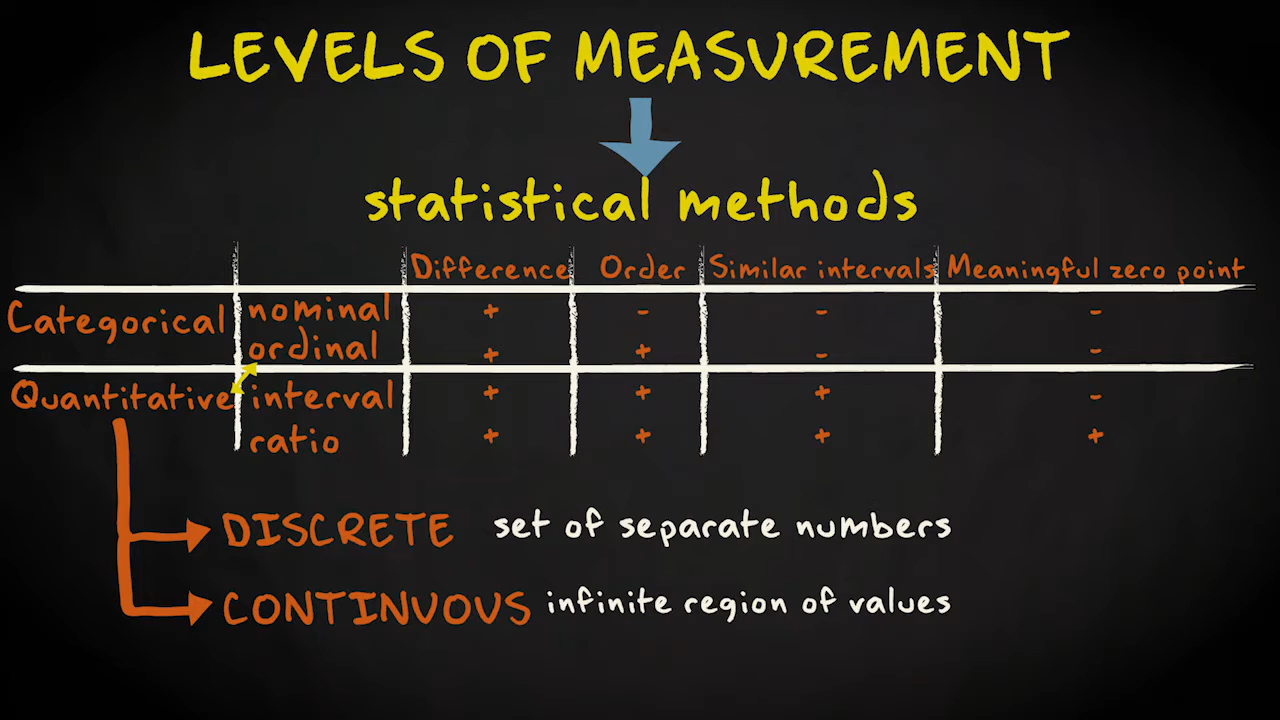 LEVELS OF MEASUREMENT
statistical methods
Difference Order Similar intervals Meaningful zero point
Categorical nominal + - - -
ordinal + + - -
Quantitative interval + + + -
ratio + + + +
DISCRETE set of separate numbers
CONTINUOUS infinite region of values